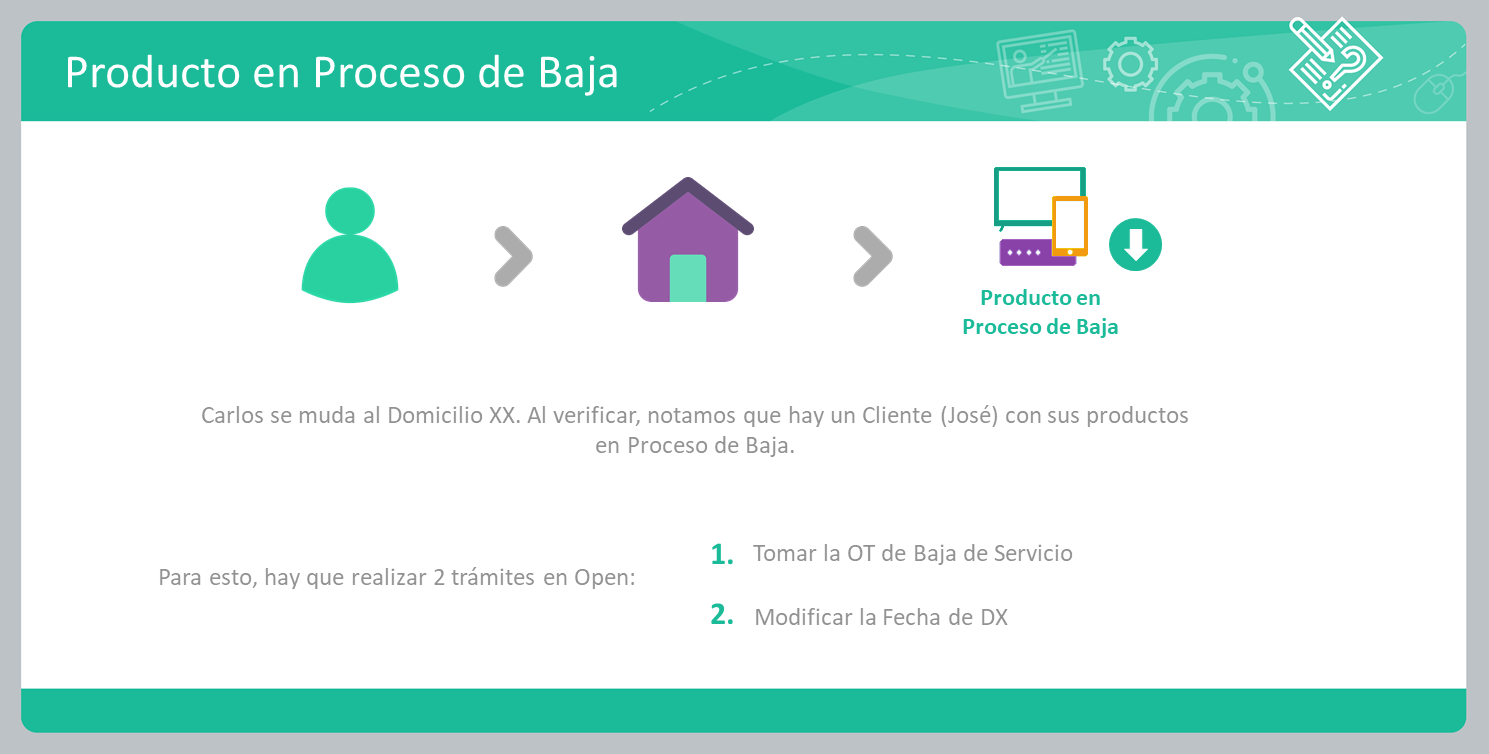 Producto en Proceso de Baja
Producto en
Proceso de Baja
Carlos se muda al Domicilio XX. Al verificar, notamos que hay un Cliente (José) con sus productos
en Proceso de Baja.
Para esto, hay que realizar 2 trámites en Open:
1. Tomar la OT de Baja de Servicio
2. Modificar la Fecha de DX